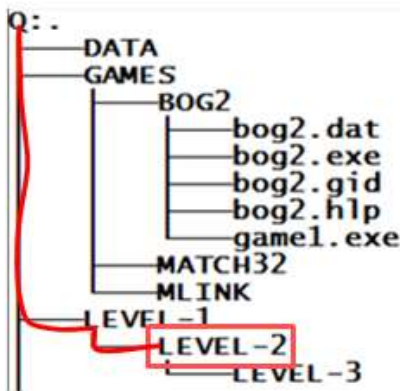 Q:.
DATA
GAMES
BOG2
bog2.dat
bog2.exe
bog2.gid
bog2.hlp
game1.exe
MATCH32
MLINK
LEVEL-1
LEVEL-2
LEVEL-3